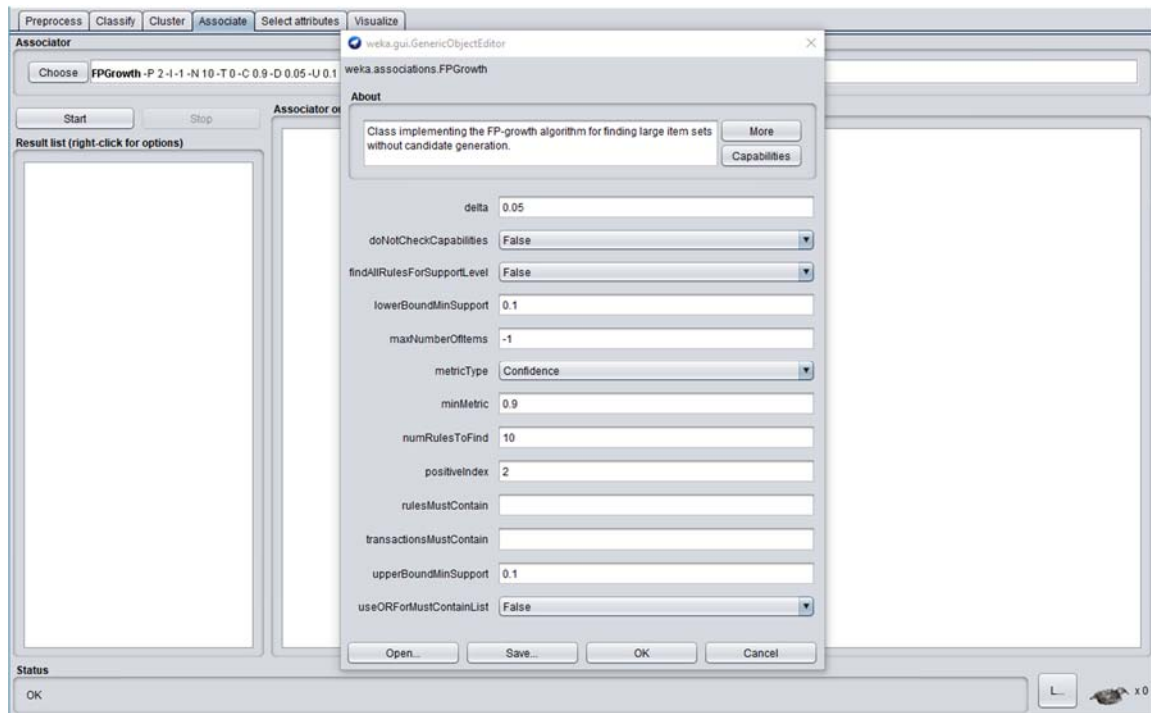 Preprocess Classify Cluster Associate Select attributes Visualize
Associator
Choose FPGrowth -P 2 -I -1 -N 10 -T 0 -C 0.9 -D 0.05 -U 0.1
Start Stop
Associator
Result list (right-click for options)
weka.gui.GenericObjectEditor
weka.associations.FPGrowth
About
Class implementing the FP-growth algorithm for finding large item sets
without candidate generation.
More
Capabilities
delta 0.05
doNotCheckCapabilities False
findAllRulesForSupportLevel False
lowerBoundMinSupport 0.1
maxNumberOfItems -1
metricType Confidence
minMetric 0.9
numRulesToFind 10
positiveIndex 2
rulesMustContain
transactionsMustContain
upperBoundMinSupport 0.1
useORForMustContainList False
Open... Save... OK Cancel
Status
OK
L... x 0